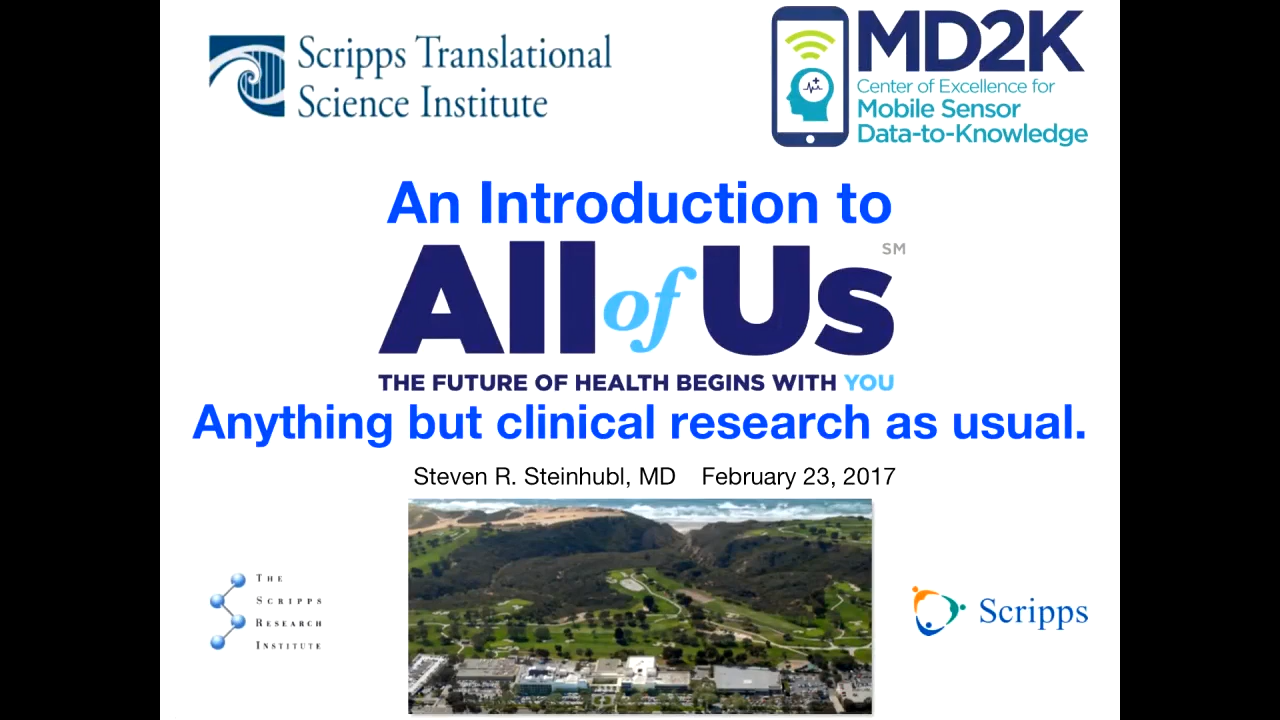 Scripps Translational
Science Institute
MD2K
Center of Excellence for
Mobile Sensor
Data-to-Knowledge
An Introduction to
All of Us SM
THE FUTURE OF HEALTH BEGINS WITH YOU
Anything but clinical research as usual.
Steven R. Steinhubl, MD February 23, 2017
THE
SCRIPPS
RESEARCH
INSTITUTE
Scripps